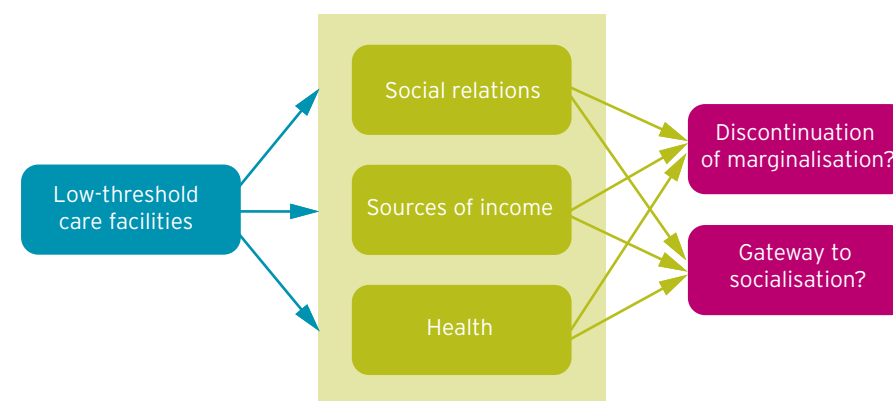 Low-threshold
care facilities
Social relations
Sources of income
Health
Discontinuation
of marginalisation?
Gateway to
socialisation?